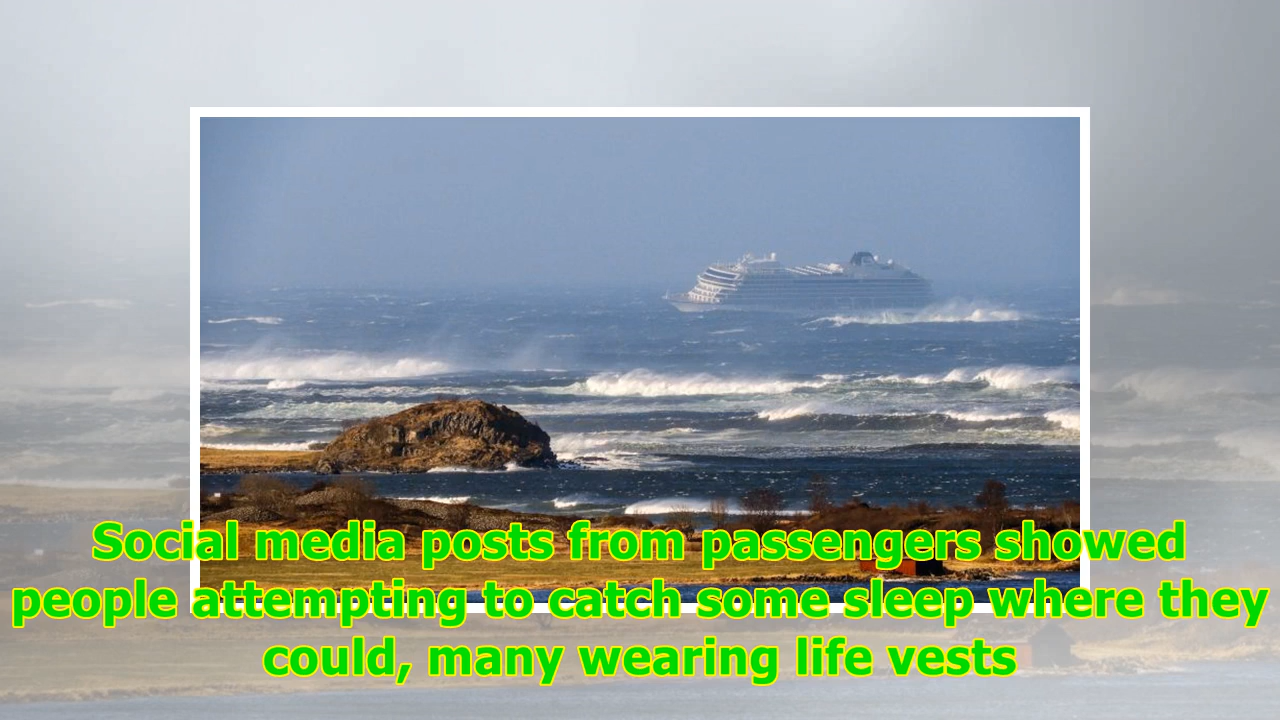 Social media posts from passengers showed
people attempting to catch some sleep where they
could, many wearing life vests